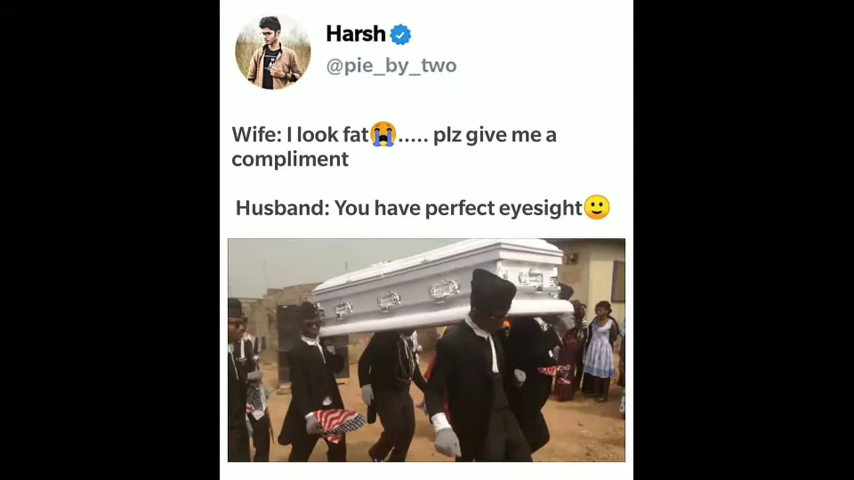 Harsh
@pie_by_two
Wife: I look fat😭..... plz give me a
compliment
Husband: You have perfect eyesight🙂